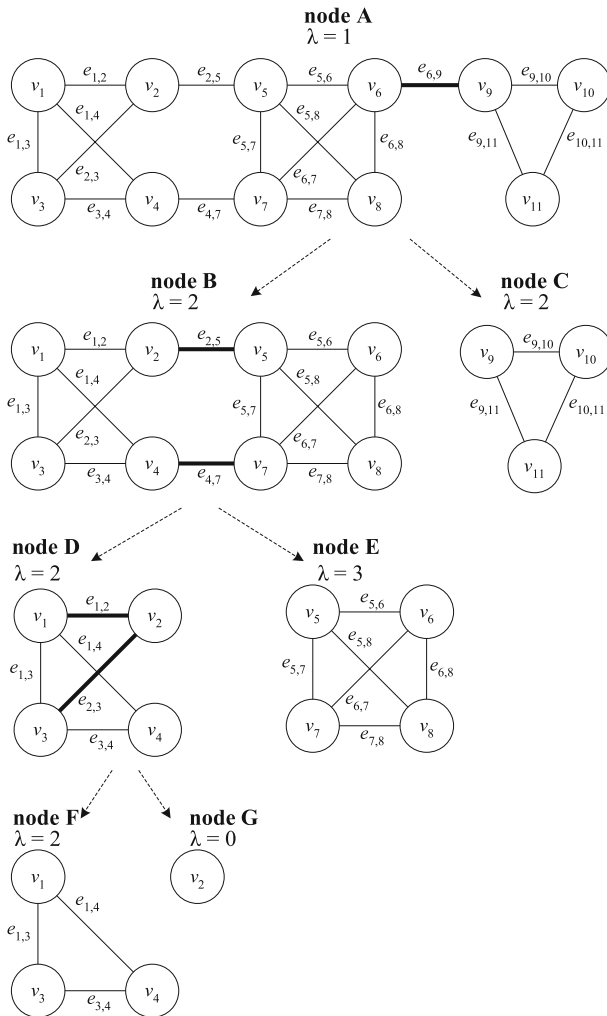 node A
λ = 1
v1 e1,2 v2 e2,5 v5 e5,6 v6 e6,9 v9 e9,10 v10
e1,4 e5,8
e1,3 e5,7 e6,8 e9,11 e10,11
e2,3 e6,7
v3 e3,4 v4 e4,7 v7 e7,8 v8 v11
node B
λ = 2
node C
λ = 2
v1 e1,2 v2 e2,5 v5 e5,6 v6 v9 e9,10 v10
e1,4 e5,8
e1,3 e5,7 e6,8 e9,11 e10,11
e2,3 e6,7
v3 e3,4 v4 e4,7 v7 e7,8 v8 v11
node D
λ = 2
node E
λ = 3
v1 e1,2 v2 v5 e5,6 v6
e1,4 e5,8
e1,3 e5,7 e6,8
e2,3 e6,7
v3 e3,4 v4 v7 e7,8 v8
node F
λ = 2
node G
λ = 0
v1 v2
e1,3 e1,4
v3 e3,4 v4